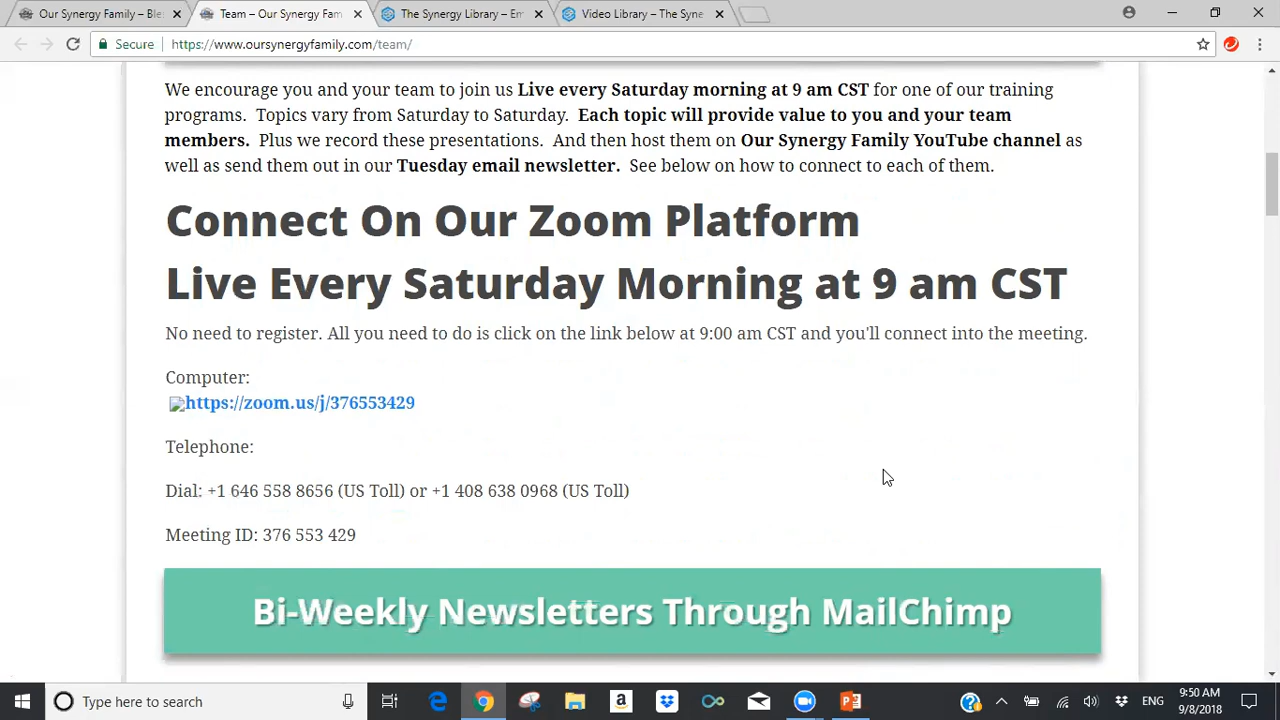 Our Synergy Family – Ble
Team – Our Synergy Fam
The Synergy Library – Em
Video Library – The Syne
Secure
https://www.oursynergyfamily.com/team/
We encourage you and your team to join us Live every Saturday morning at 9 am CST for one of our training
programs. Topics vary from Saturday to Saturday. Each topic will provide value to you and your team
members. Plus we record these presentations. And then host them on Our Synergy Family YouTube channel as
well as send them out in our Tuesday email newsletter. See below on how to connect to each of them.
Connect On Our Zoom Platform
Live Every Saturday Morning at 9 am CST
No need to register. All you need to do is click on the link below at 9:00 am CST and you'll connect into the meeting.
Computer:
https://zoom.us/j/376553429
Telephone:
Dial: +1 646 558 8656 (US Toll) or +1 408 638 0968 (US Toll)
Meeting ID: 376 553 429
Bi-Weekly Newsletters Through MailChimp
Type here to search
ENG
9:50 AM
9/8/2018